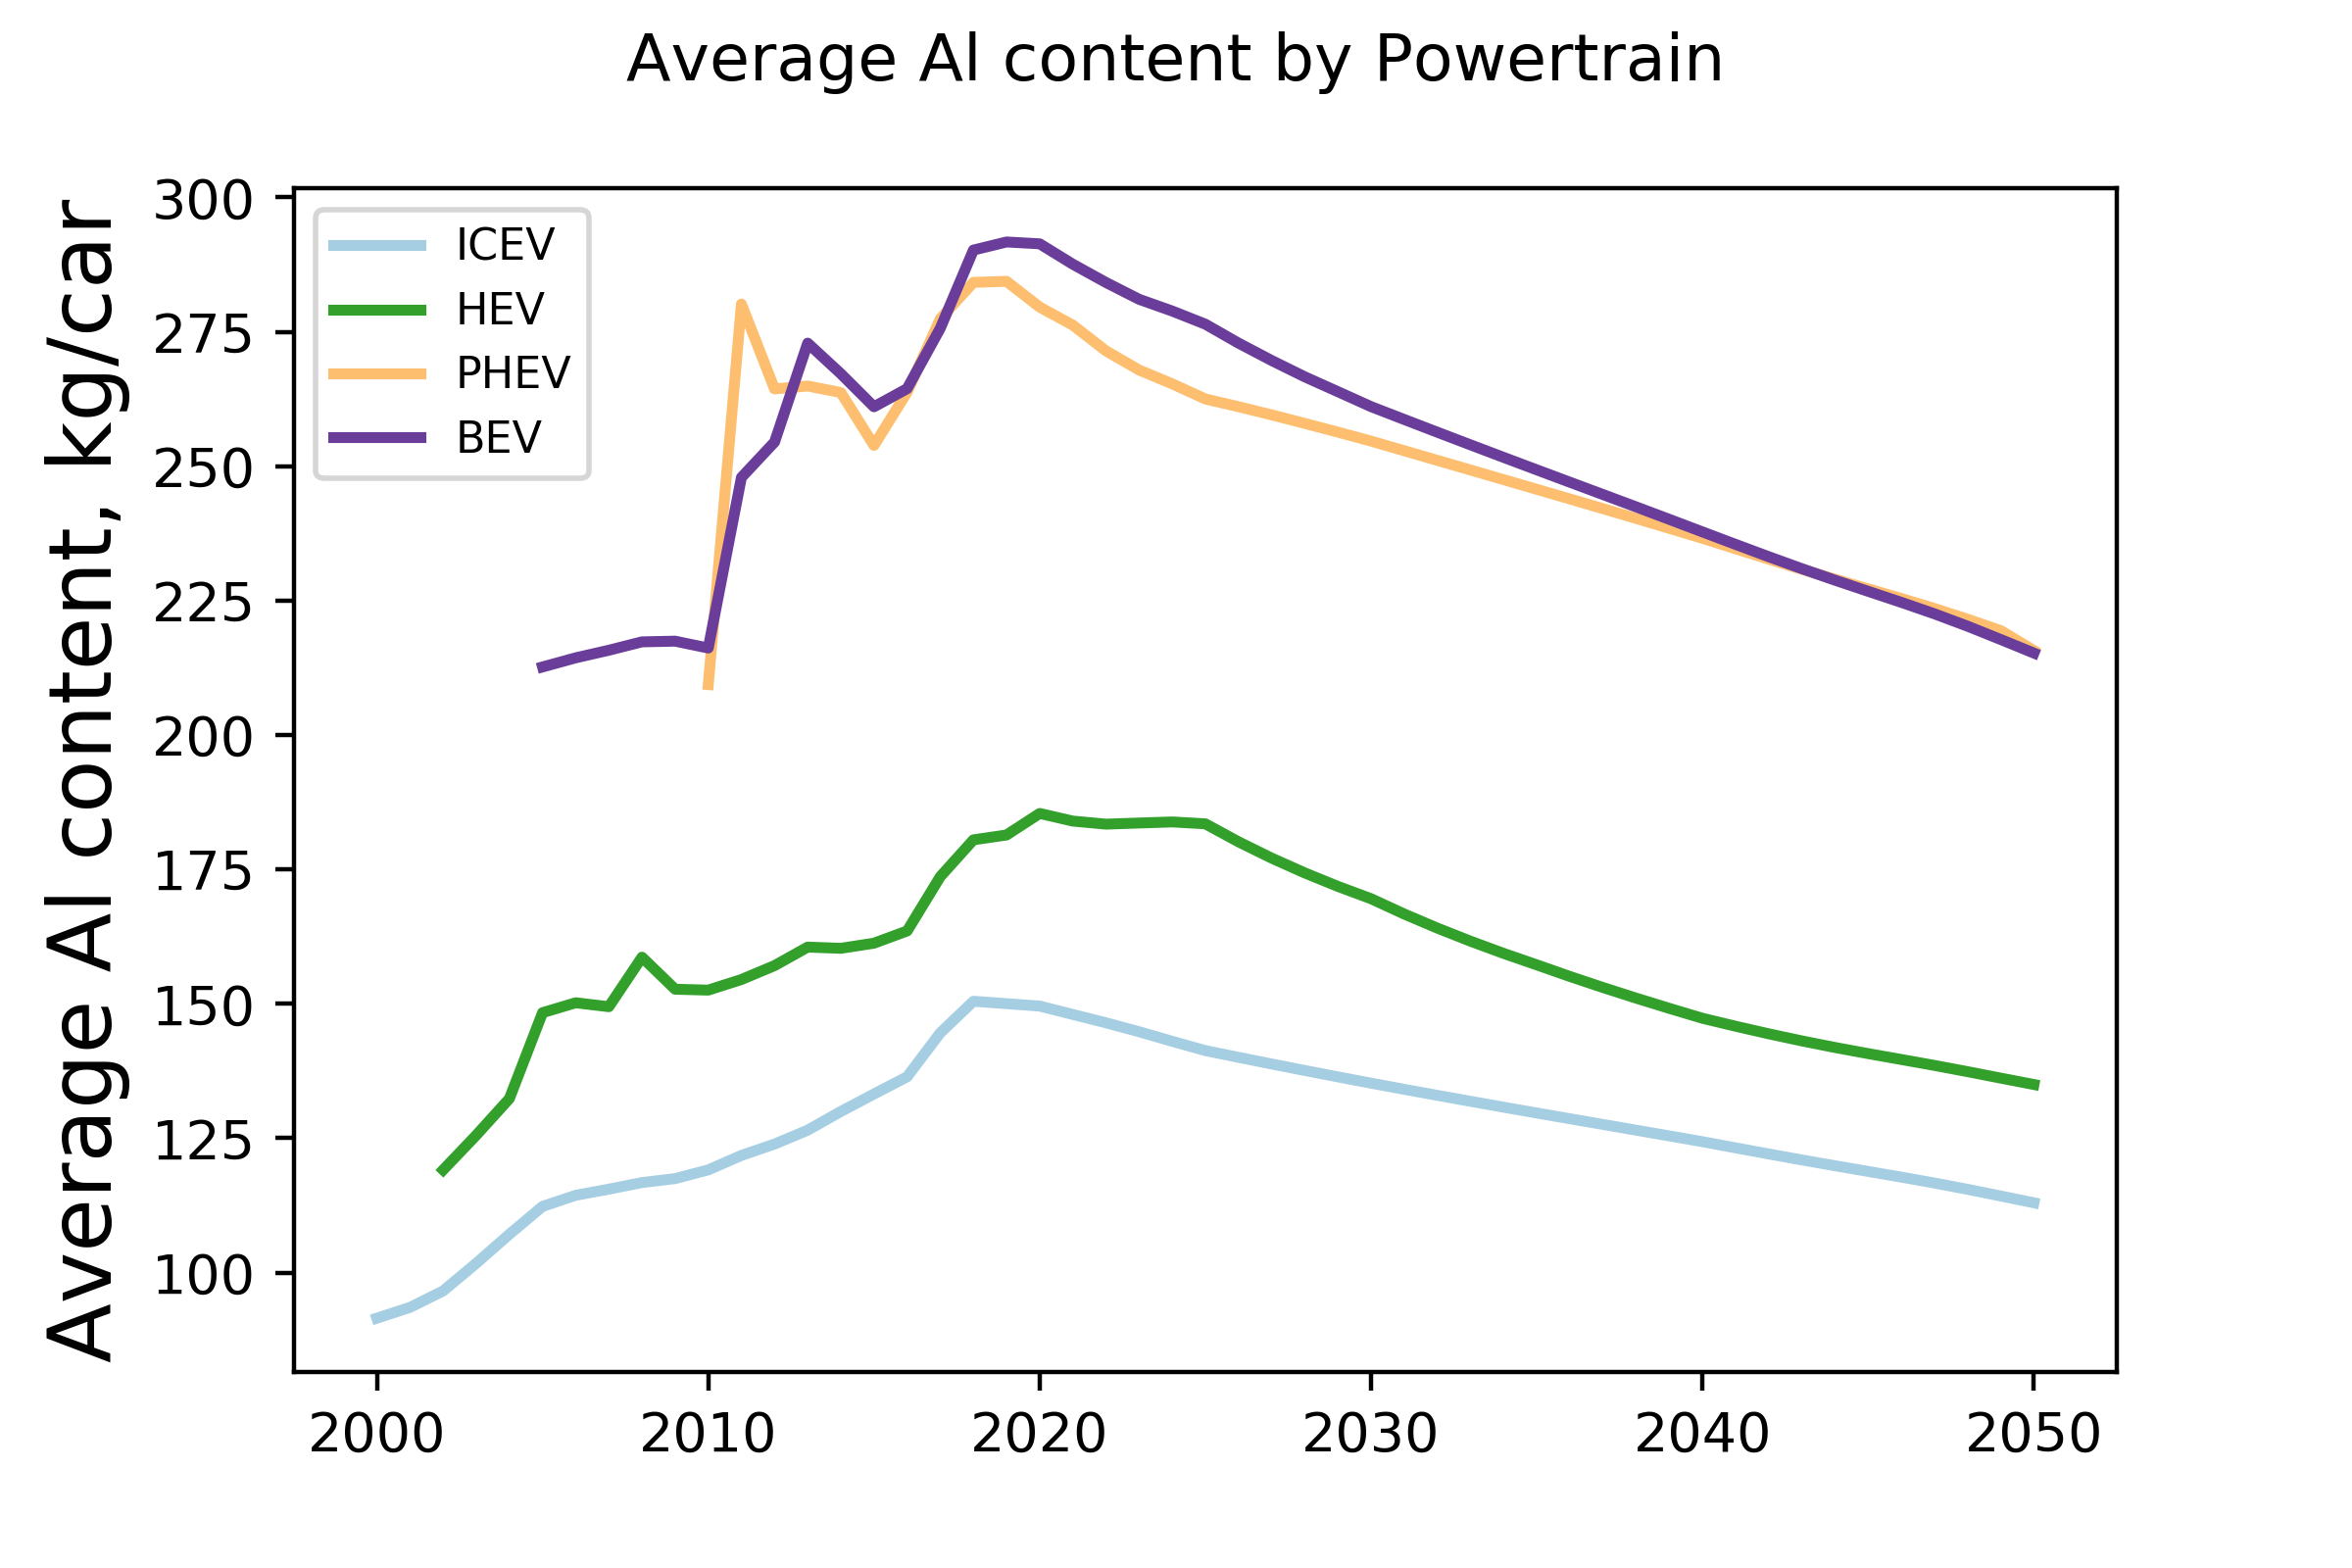 Average Al content by Powertrain
Average Al content, kg/car
300
275
250
225
200
175
150
125
100
ICEV
HEV
PHEV
BEV
2000 2010 2020 2030 2040 2050